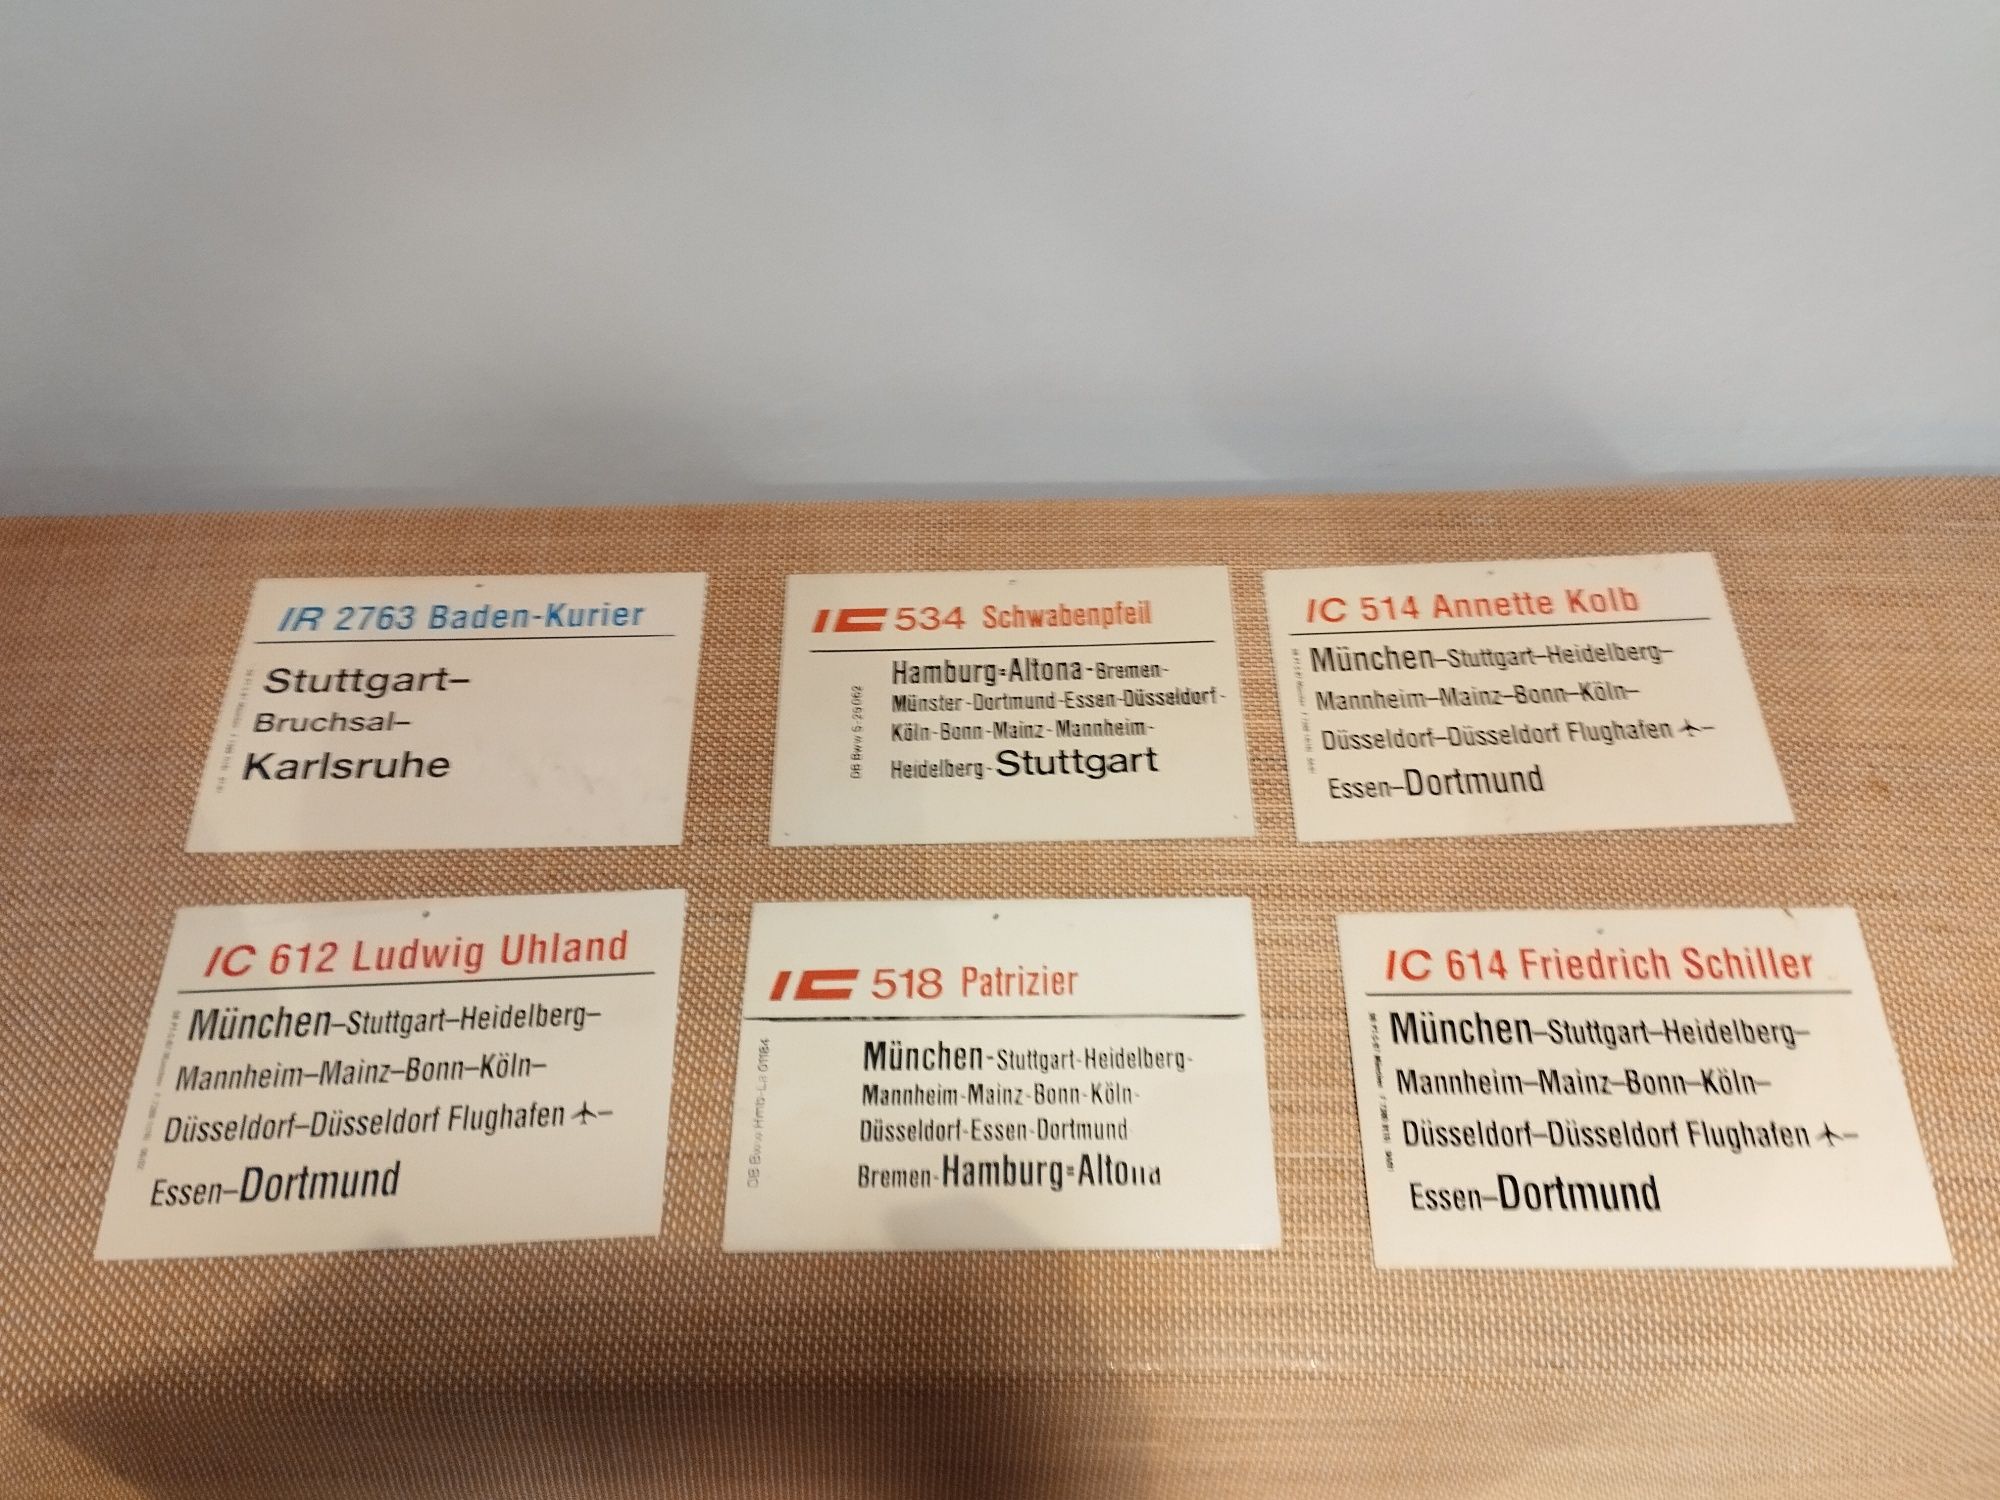 IR 2763 Baden-Kurier
Stuttgart–
Bruchsal–
Karlsruhe
IC 534 Schwabenpfeil
Hamburg=Altona-Bremen-
Münster-Dortmund-Essen-Düsseldorf-
Köln-Bonn-Mainz-Mannheim-
Heidelberg-Stuttgart
DB Bww S-25062
IC 514 Annette Kolb
München–Stuttgart–Heidelberg–
Mannheim–Mainz–Bonn–Köln–
Düsseldorf–Düsseldorf Flughafen ✈–
Essen–Dortmund
IC 612 Ludwig Uhland
München–Stuttgart–Heidelberg–
Mannheim–Mainz–Bonn–Köln–
Düsseldorf–Düsseldorf Flughafen ✈–
Essen–Dortmund
IC 518 Patrizier
München-Stuttgart-Heidelberg-
Mannheim-Mainz-Bonn-Köln-
Düsseldorf-Essen-Dortmund
Bremen-Hamburg=Altona
DB Bww Hmb-La 01184
IC 614 Friedrich Schiller
München–Stuttgart–Heidelberg–
Mannheim–Mainz–Bonn–Köln–
Düsseldorf–Düsseldorf Flughafen ✈–
Essen–Dortmund